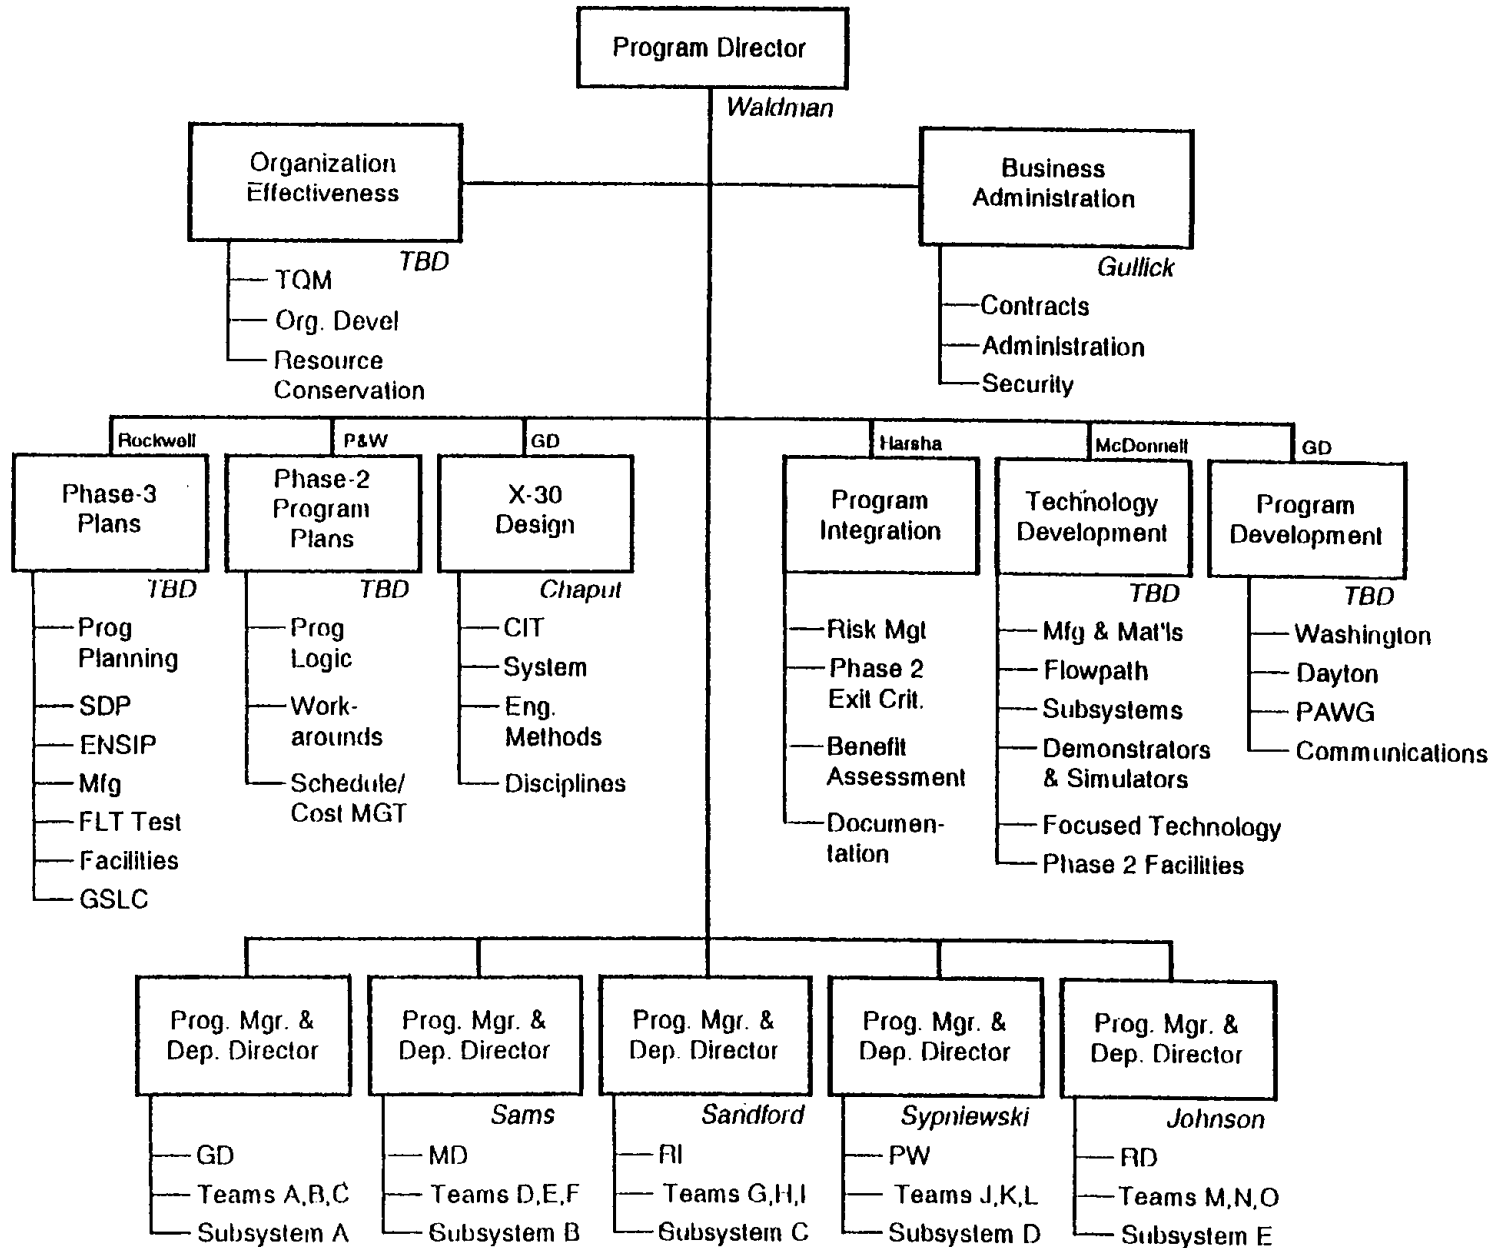 Program Director
Waldman
Organization
Effectiveness
TBD
TQM
Org. Devel
Resource
Conservation
Business
Administration
Gullick
Contracts
Administration
Security
Rockwell
Phase-3
Plans
TBD
Prog
Planning
SDP
ENSIP
Mfg
FLT Test
Facilities
GSLC
P&W
Phase-2
Program
Plans
TBD
Prog
Logic
Work-
arounds
Schedule/
Cost MGT
GD
X-30
Design
Chaput
CIT
System
Eng.
Methods
Disciplines
Harsha
Program
Integration
Risk Mgt
Phase 2
Exit Crit.
Benefit
Assessment
Documen-
tation
McDonnell
Technology
Development
TBD
Mfg & Mat'ls
Flowpath
Subsystems
Demonstrators
& Simulators
Focused Technology
Phase 2 Facilities
GD
Program
Development
TBD
Washington
Dayton
PAWG
Communications
Prog. Mgr. &
Dep. Director
GD
Teams A,B,C
Subsystem A
Prog. Mgr. &
Dep. Director
Sams
MD
Teams D,E,F
Subsystem B
Prog. Mgr. &
Dep. Director
Sandford
RI
Teams G,H,I
Subsystem C
Prog. Mgr. &
Dep. Director
Sypniewski
PW
Teams J,K,L
Subsystem D
Prog. Mgr. &
Dep. Director
Johnson
RD
Teams M,N,O
Subsystem E